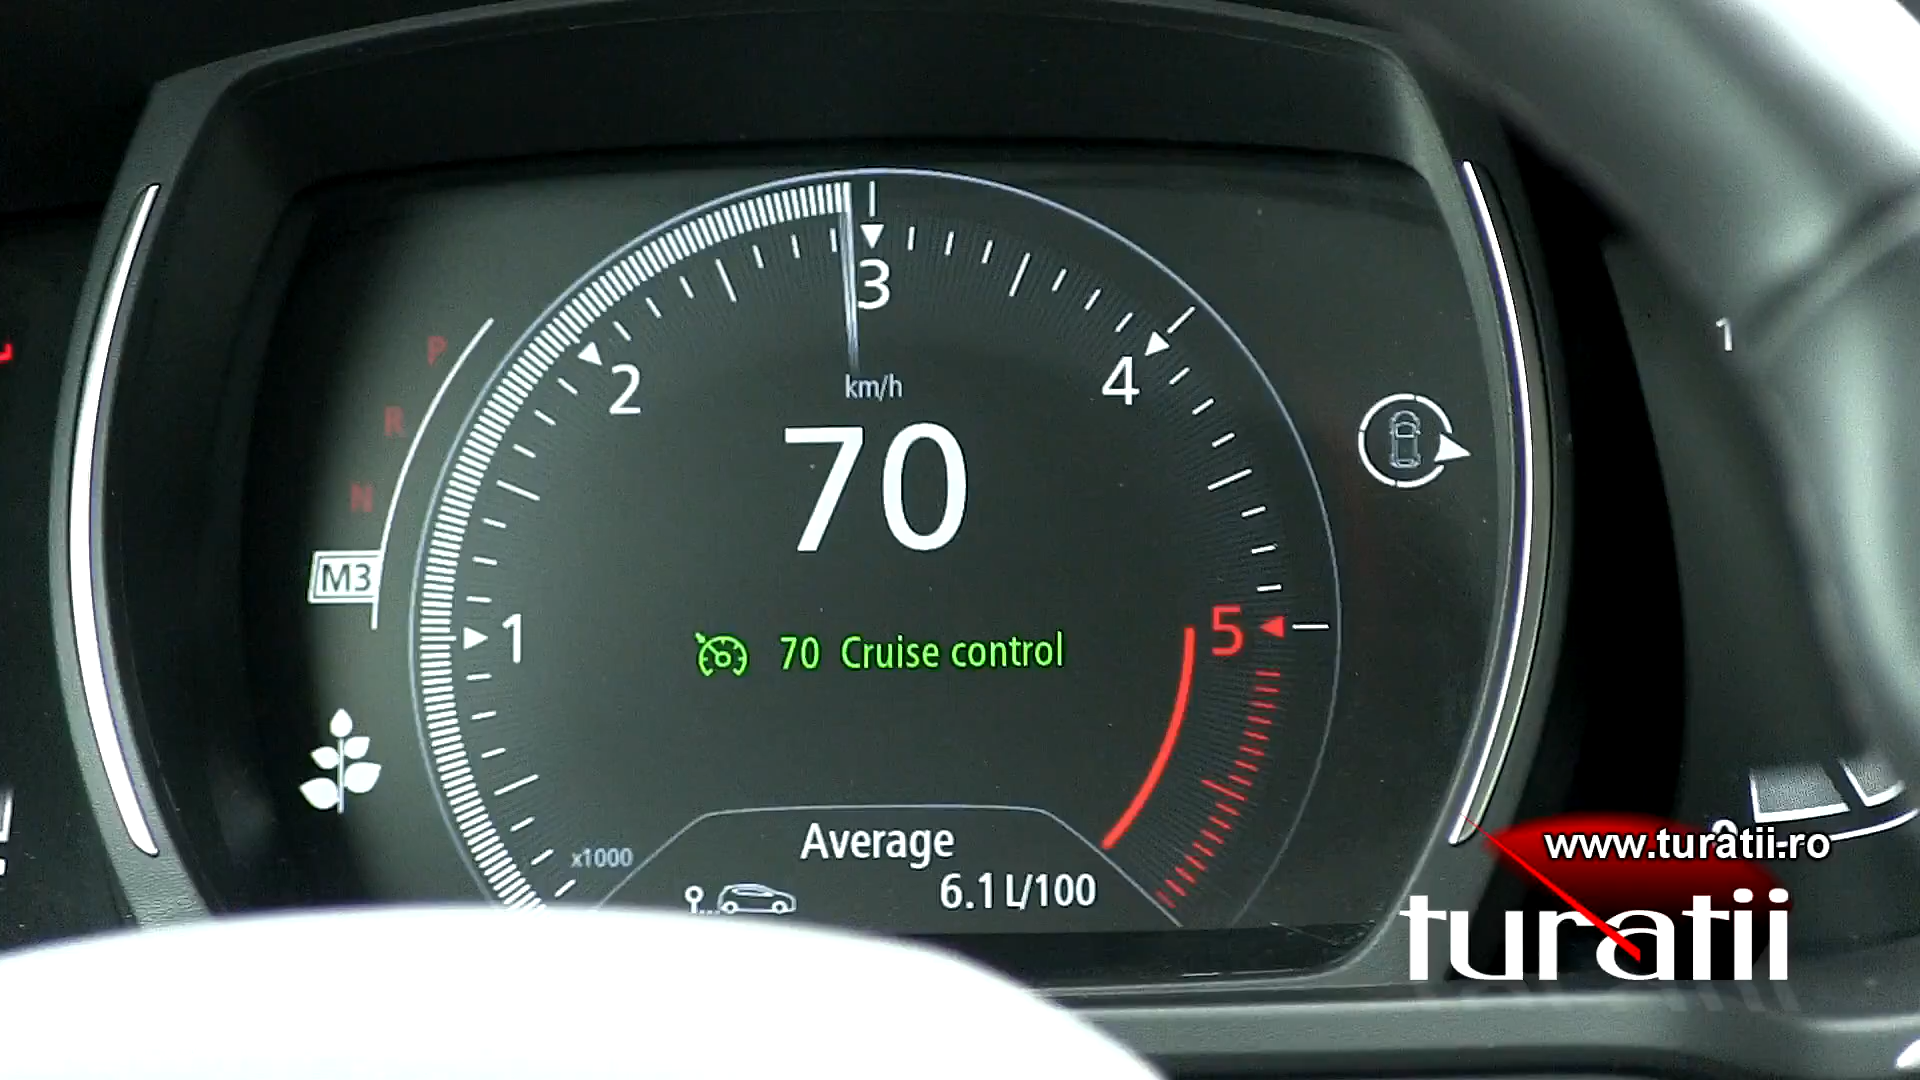 3
2
4
km/h
70
P
R
N
M3
1
1
5
70 Cruise control
x1000
Average
6.1 L/100
www.turatii.ro
turatii